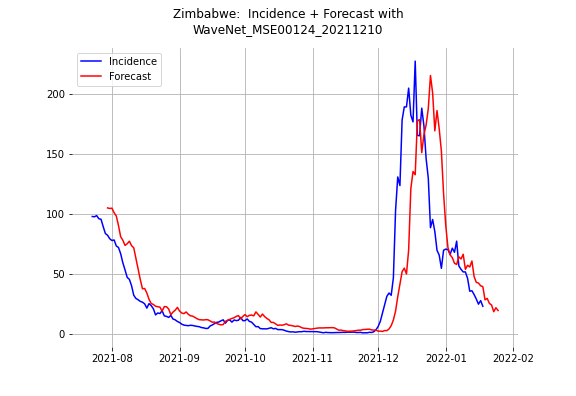 Zimbabwe:  Incidence + Forecast with
WaveNet_MSE00124_20211210
Incidence
Forecast
200
150
100
50
0
2021-08 2021-09 2021-10 2021-11 2021-12 2022-01 2022-02